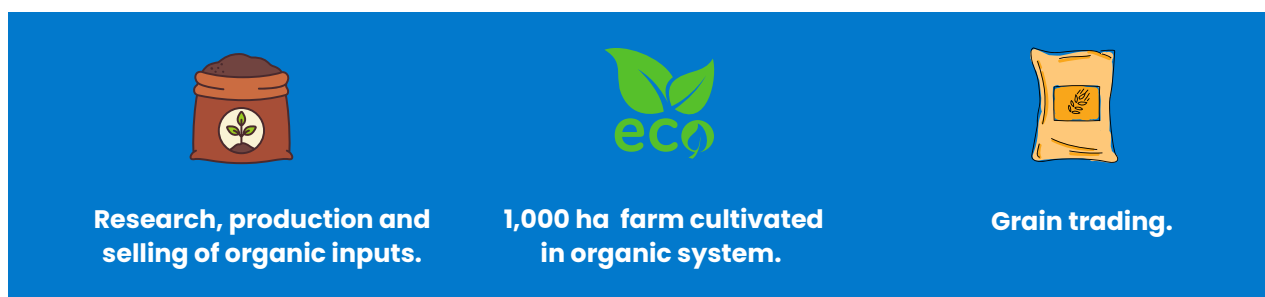 eco
Research, production and
selling of organic inputs.
1,000 ha farm cultivated
in organic system.
Grain trading.